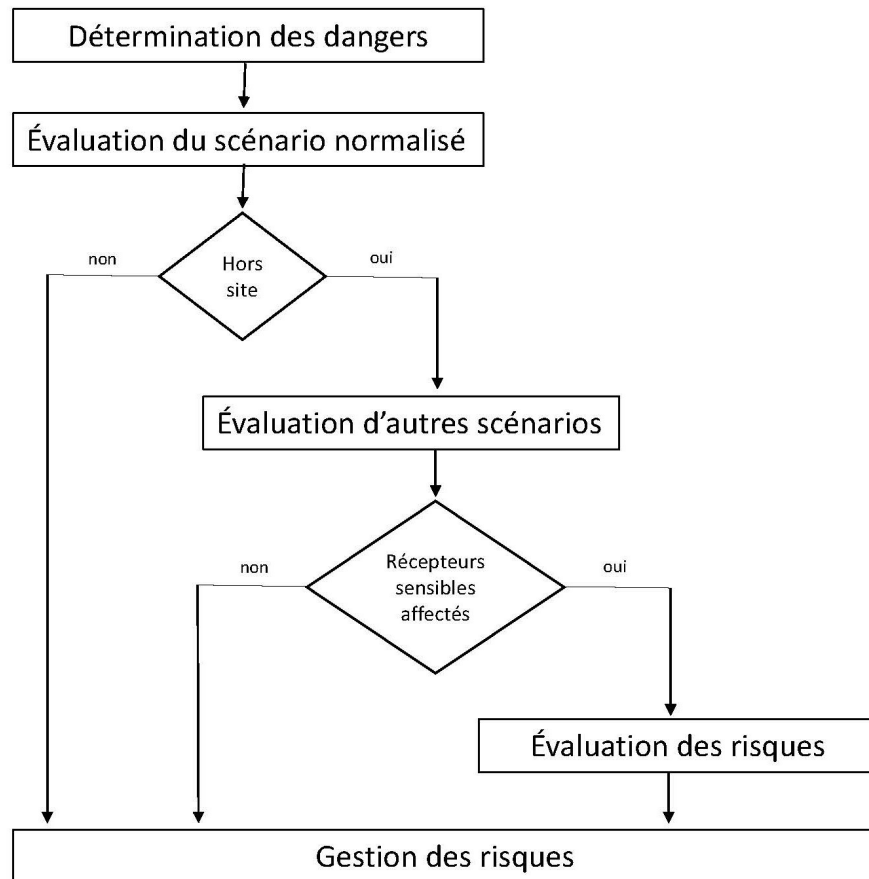 Détermination des dangers
Évaluation du scénario normalisé
non
Hors
site
oui
Évaluation d’autres scénarios
non
Récepteurs
sensibles
affectés
oui
Évaluation des risques
Gestion des risques